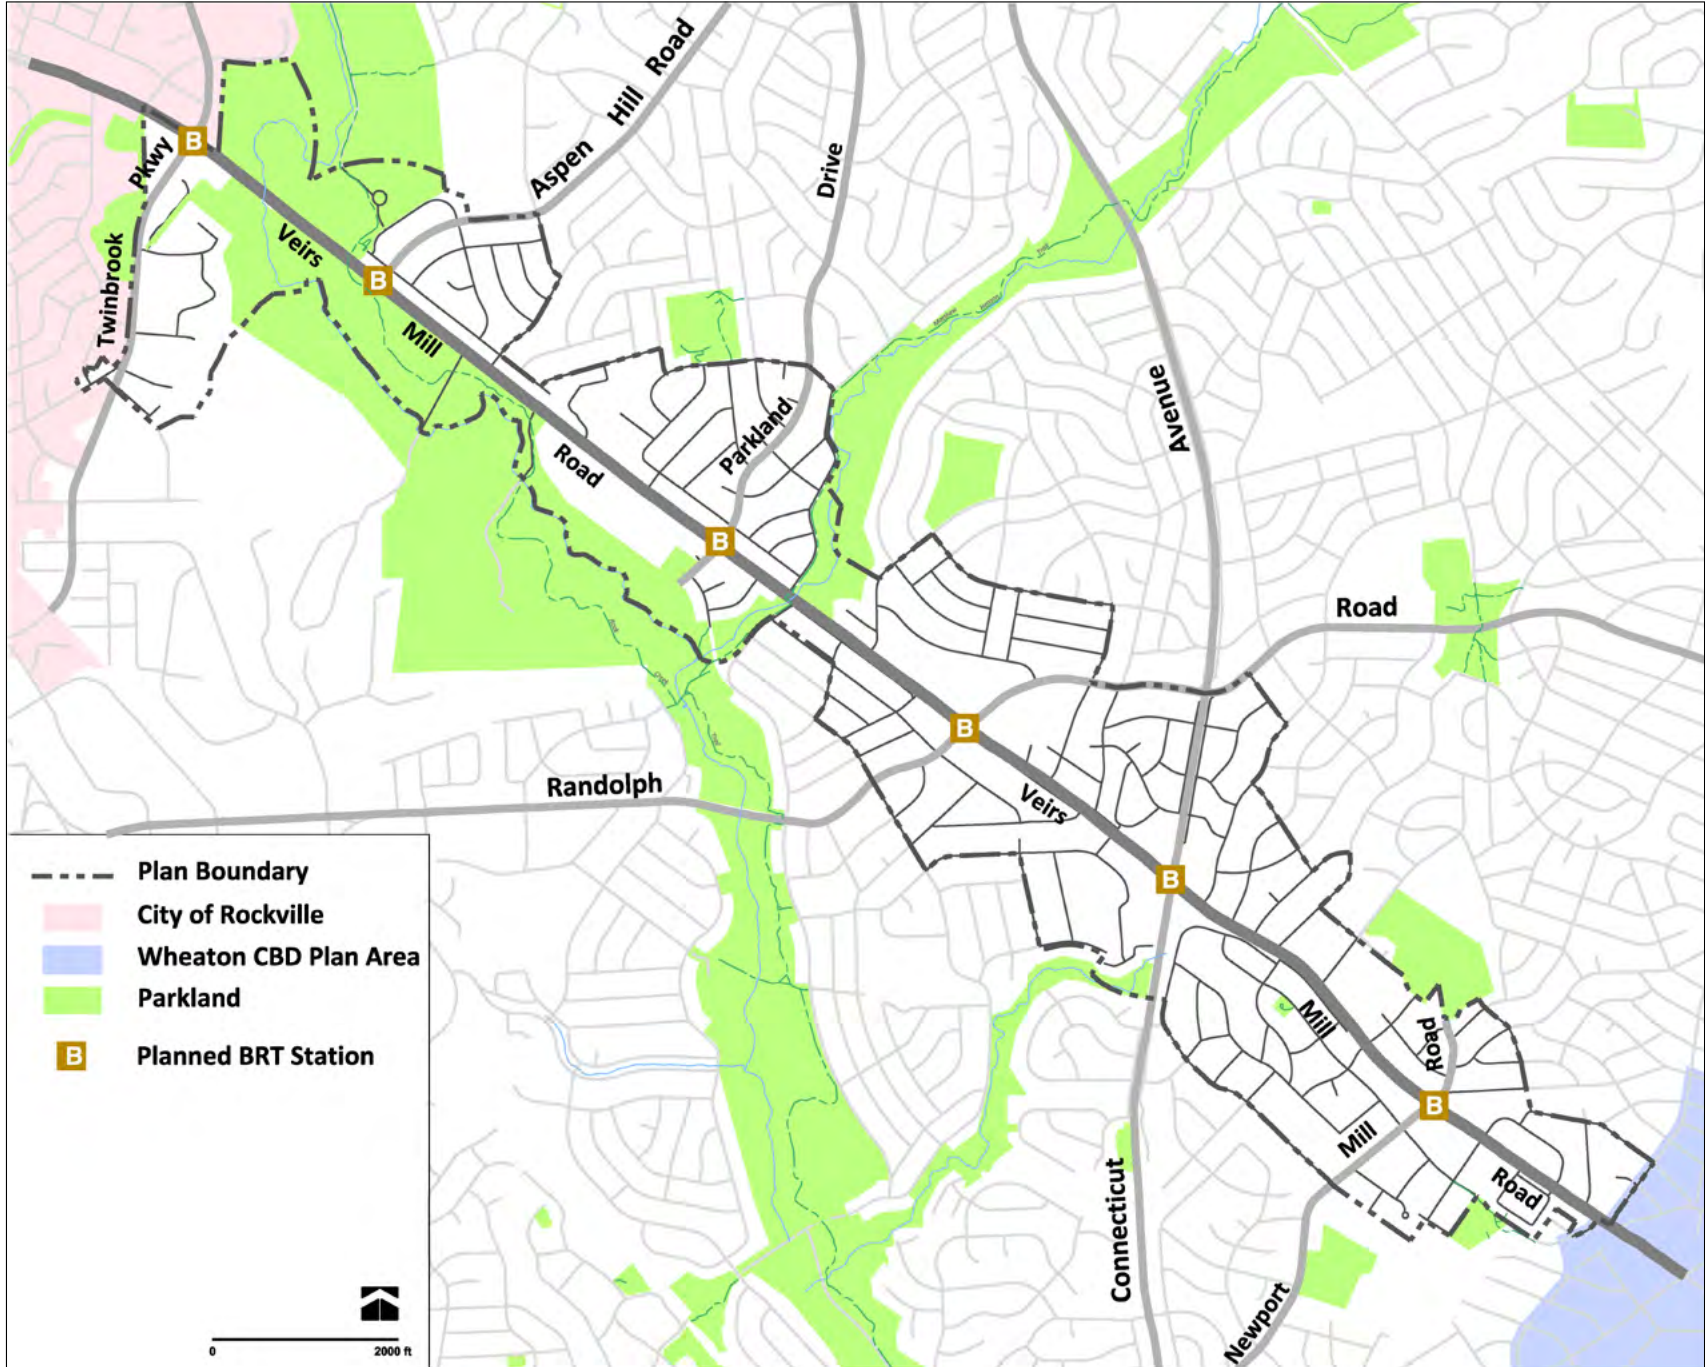 Aspen
Hill
Road
Drive
Pkwy
B
Twinbrook
Veirs
B
Mill
Avenue
Parkland
Road
B
Road
B
Randolph
Veirs
B
Mill
Road
B
Mill
Road
Connecticut
Newport
Plan Boundary
City of Rockville
Wheaton CBD Plan Area
Parkland
B
Planned BRT Station
0
2000 ft